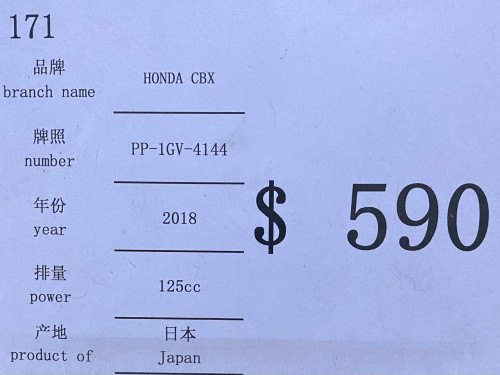 171
品牌
branch name
HONDA CBX
牌照
number
PP-1GV-4144
年份
year
2018
$ 590
排量
power
125cc
产地
product of
日本
Japan